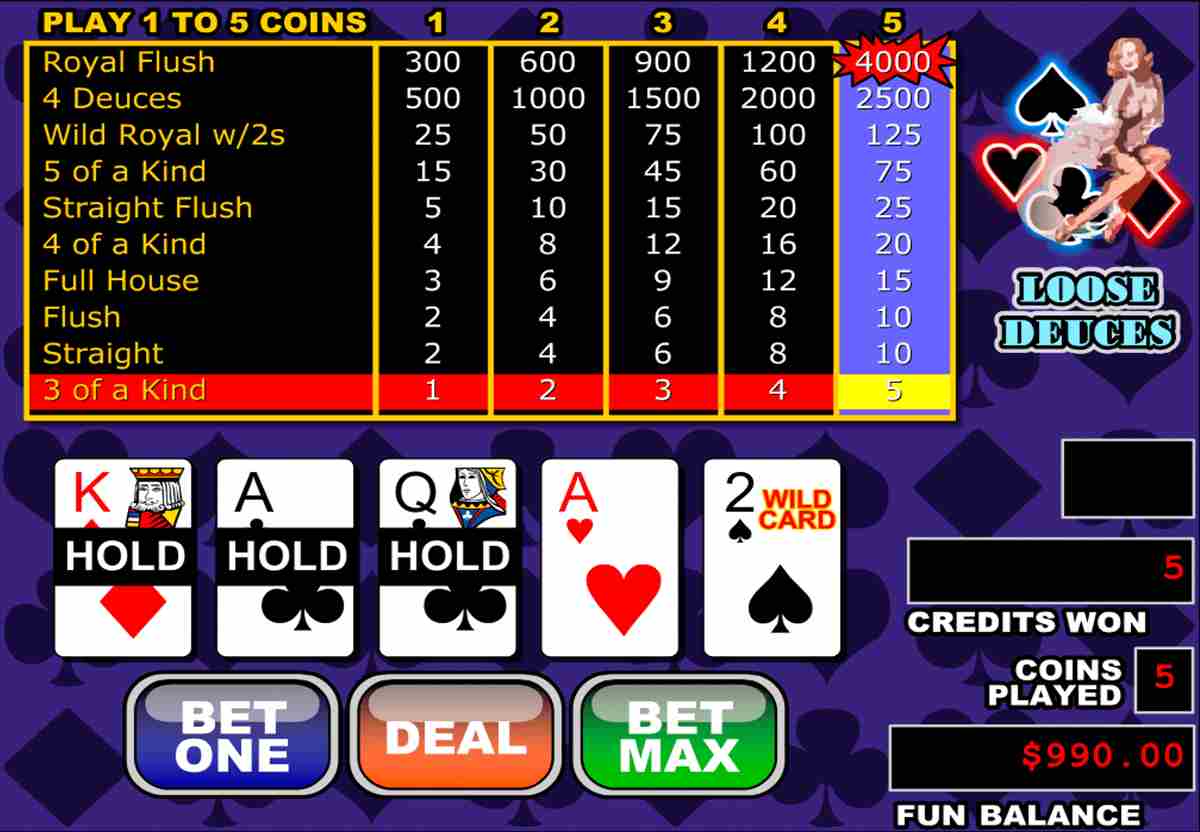 PLAY 1 TO 5 COINS 1 2 3 4 5
Royal Flush 300 600 900 1200 4000
4 Deuces 500 1000 1500 2000 2500
Wild Royal w/2s 25 50 75 100 125
5 of a Kind 15 30 45 60 75
Straight Flush 5 10 15 20 25
4 of a Kind 4 8 12 16 20
Full House 3 6 9 12 15
Flush 2 4 6 8 10
Straight 2 4 6 8 10
3 of a Kind 1 2 3 4 5
LOOSE
DEUCES
K A Q A 2 WILD
CARD
HOLD HOLD HOLD
5
CREDITS WON
COINS
PLAYED 5
BET
ONE
DEAL
BET
MAX
$990.00
FUN BALANCE